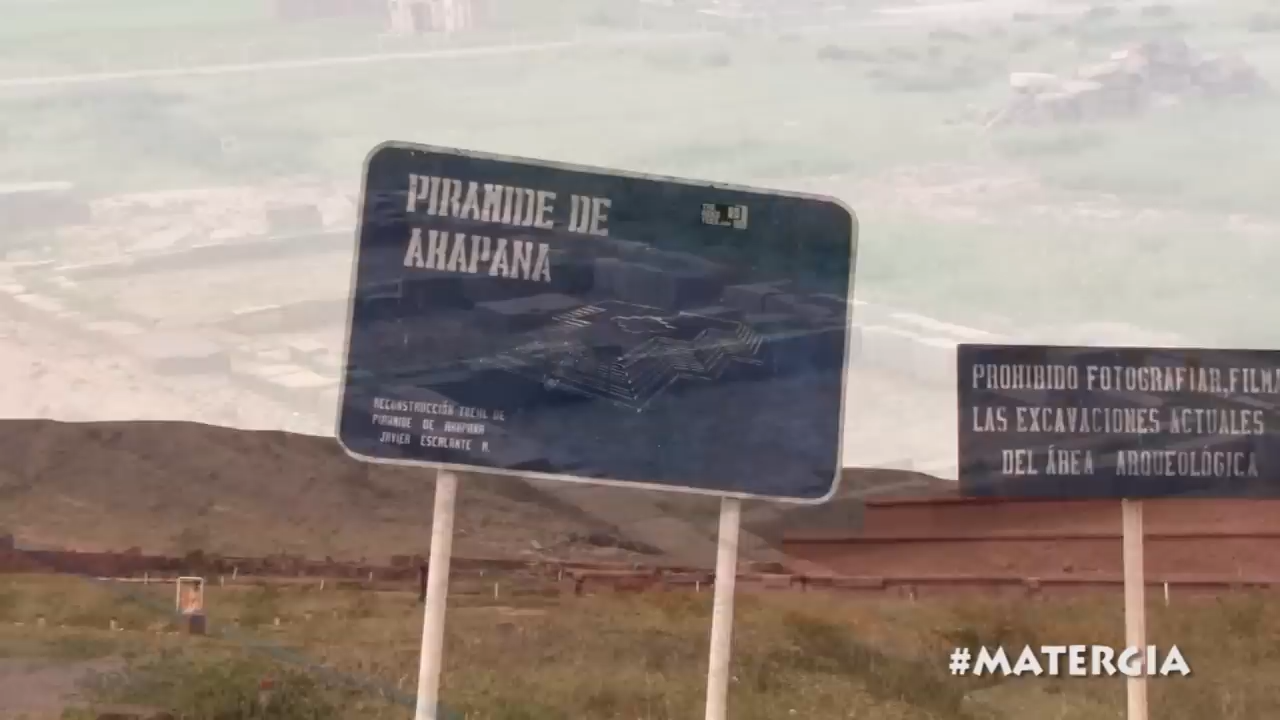 PIRAMIDE DE
AKAPANA
RECONSTRUCCIÓN IDEAL DE
PIRAMIDE DE AKAPANA
JAVIER ESCALANTE M.
PROHIBIDO FOTOGRAFIAR, FILMA
LAS EXCAVACIONES ACTUALES
DEL ÁREA ARQUEOLÓGICA
#MATERGIA